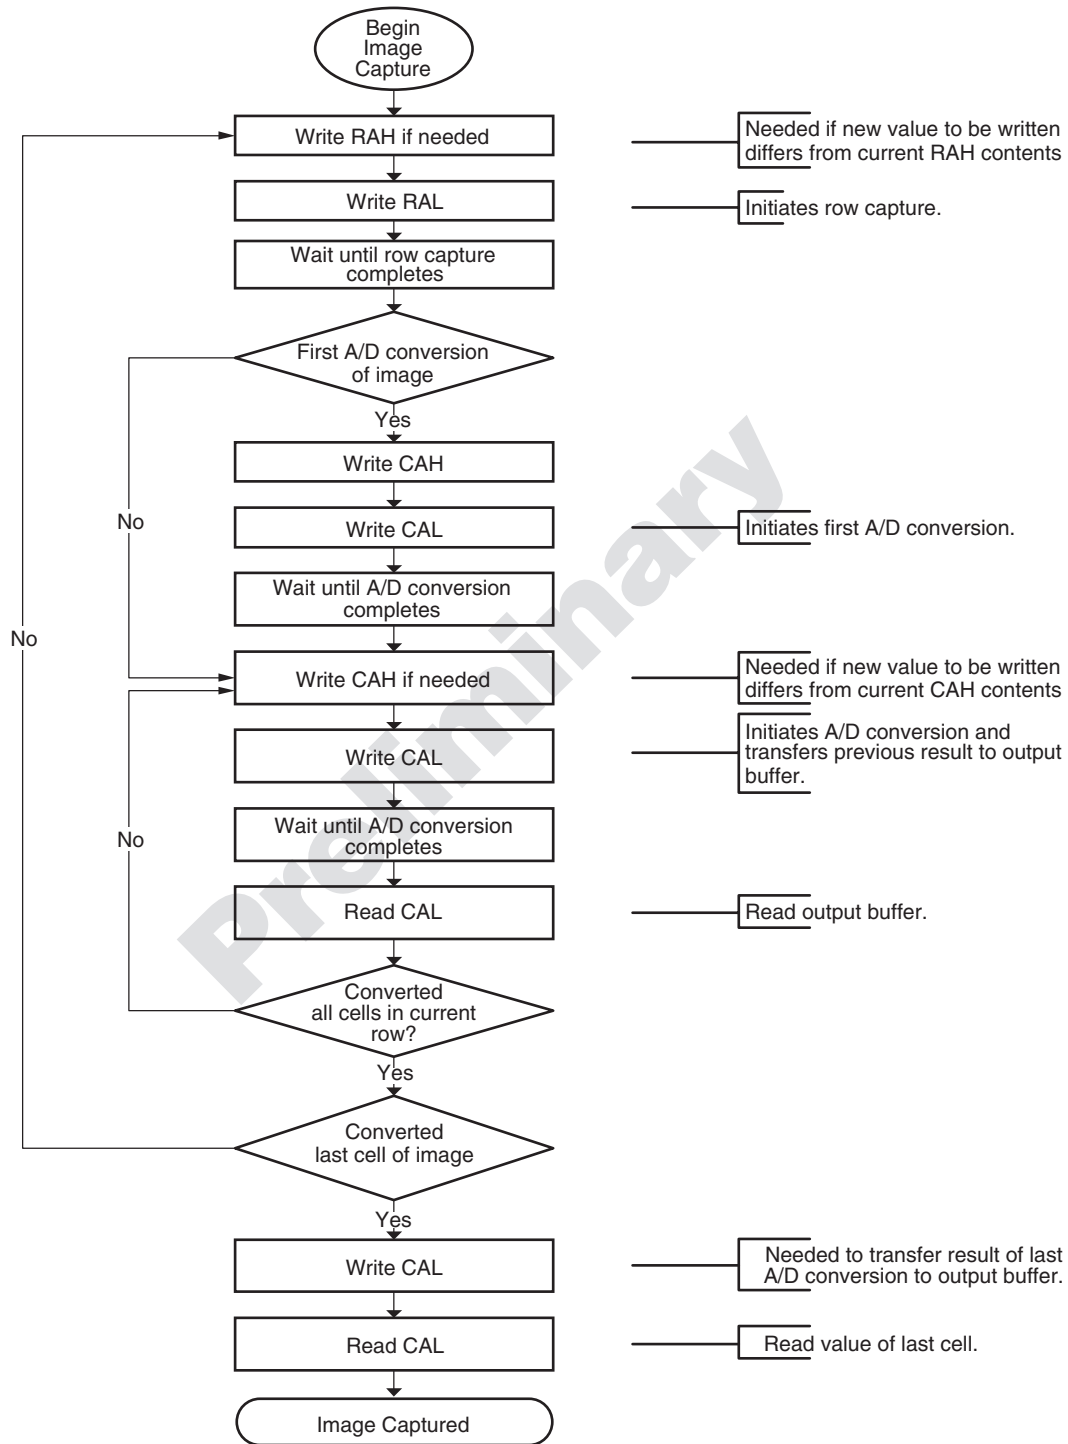 Begin
Image
Capture
Write RAH if needed
Needed if new value to be written
differs from current RAH contents
Write RAL
Initiates row capture.
Wait until row capture
completes
First A/D conversion
of image
Yes
Write CAH
No
Write CAL
Initiates first A/D conversion.
Wait until A/D conversion
completes
No
Write CAH if needed
Needed if new value to be written
differs from current CAH contents
Write CAL
Initiates A/D conversion and
transfers previous result to output
buffer.
Wait until A/D conversion
completes
No
Read CAL
Read output buffer.
Converted
all cells in current
row?
Yes
Converted
last cell of image
Yes
Write CAL
Needed to transfer result of last
A/D conversion to output buffer.
Read CAL
Read value of last cell.
Image Captured
Preliminary